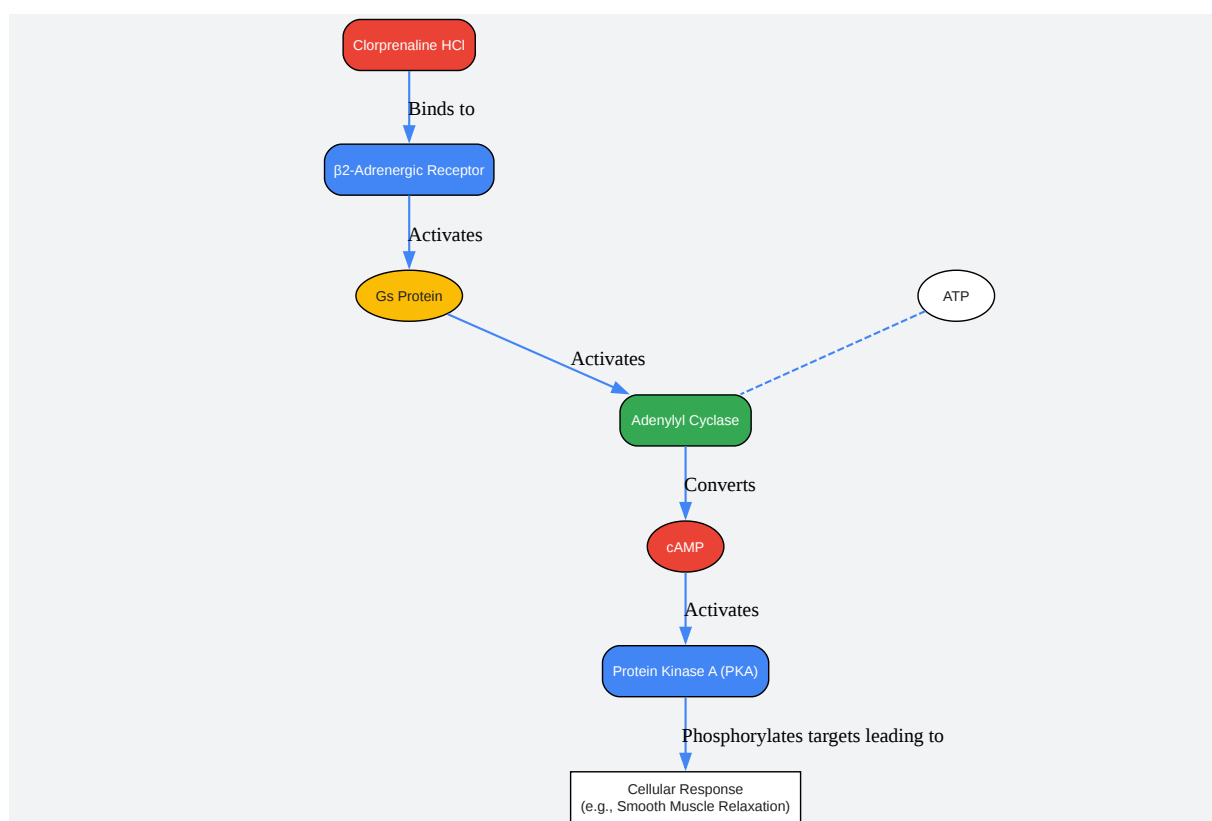 Clorprenaline HCl
Binds to
β2-Adrenergic Receptor
Activates
Gs Protein
ATP
Activates
Adenylyl Cyclase
Converts
cAMP
Activates
Protein Kinase A (PKA)
Phosphorylates targets leading to
Cellular Response
(e.g., Smooth Muscle Relaxation)